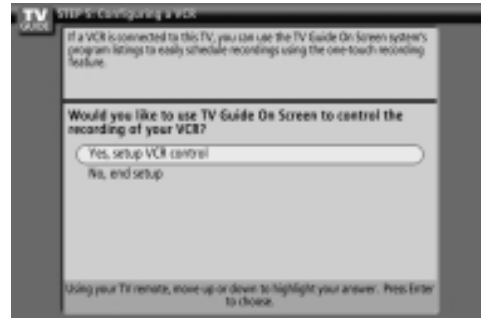 TV
GUIDE
STEP 5: Configuring a VCR
If a VCR is connected to this TV, you can use the TV Guide On Screen system's
program listings to easily schedule recordings using the one-touch recording
feature.
Would you like to use TV Guide On Screen to control the
recording of your VCR?
Yes, setup VCR control
No, end setup
Using your TV remote, move up or down to highlight your answer. Press Enter
to choose.